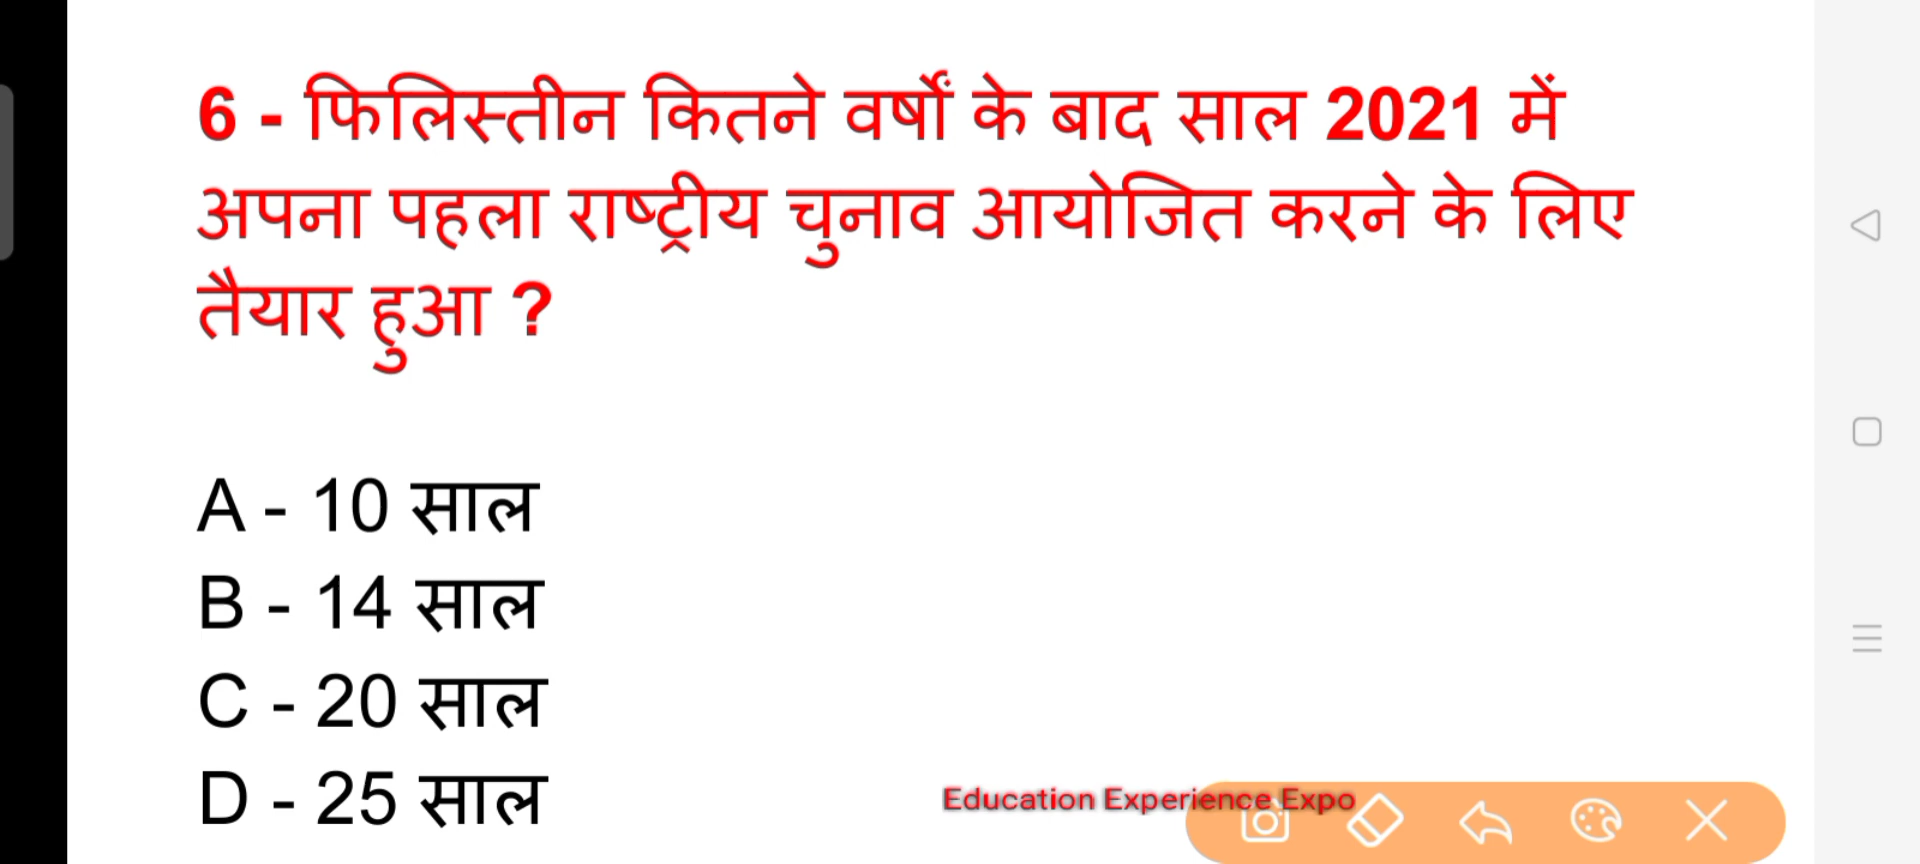 6 - फिलिस्तीन कितने वर्षों के बाद साल 2021 में
अपना पहला राष्ट्रीय चुनाव आयोजित करने के लिए
तैयार हुआ ?
A - 10 साल
B - 14 साल
C - 20 साल
D - 25 साल
Education Experience Expo